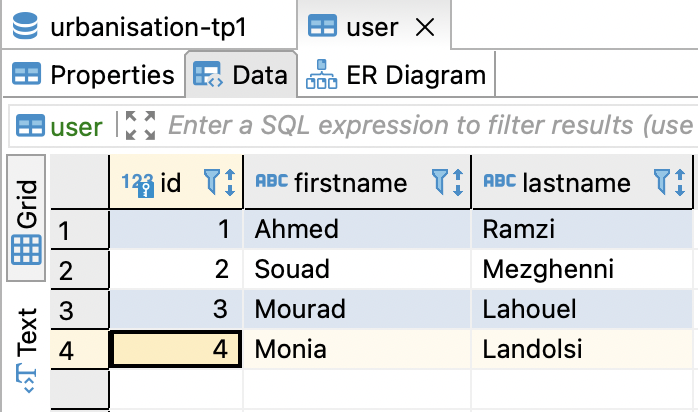 urbanisation-tp1 user
Properties Data ER Diagram
user Enter a SQL expression to filter results (use
Grid
Text
123 id ABC firstname ABC lastname
1 1 Ahmed Ramzi
2 2 Souad Mezghenni
3 3 Mourad Lahouel
4 4 Monia Landolsi